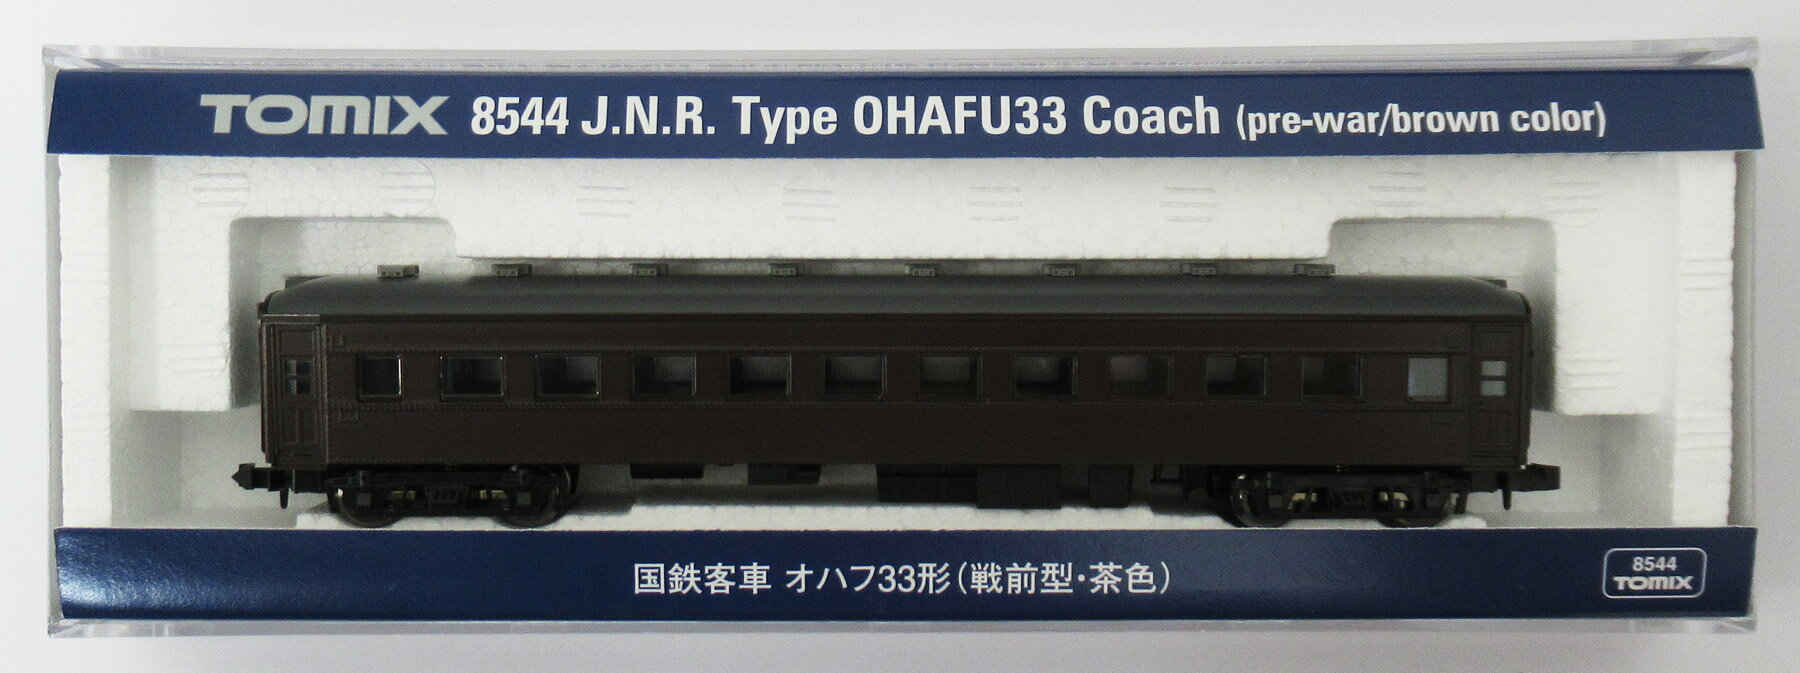 TOMIX 8544 J.N.R. Type OHAFU33 Coach (pre-war/brown color)
国鉄客車 オハフ33形(戦前型・茶色)
8544
TOMIX